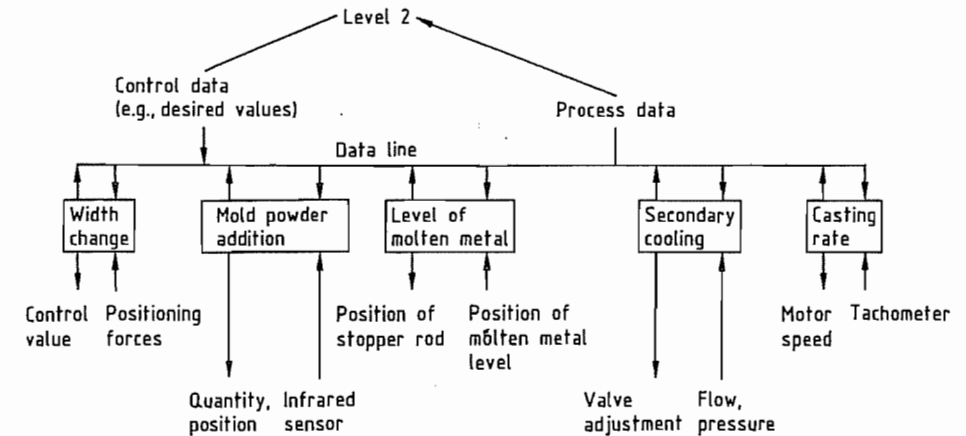 Level 2
Control data
(e.g., desired values)
Process data
Data line
Width
change
Mold powder
addition
Level of
molten metal
Secondary
cooling
Casting
rate
Control
value
Positioning
forces
Position of
stopper rod
Position of
molten metal
level
Motor
speed
Tachometer
Quantity,
position
Infrared
sensor
Valve
adjustment
Flow,
pressure